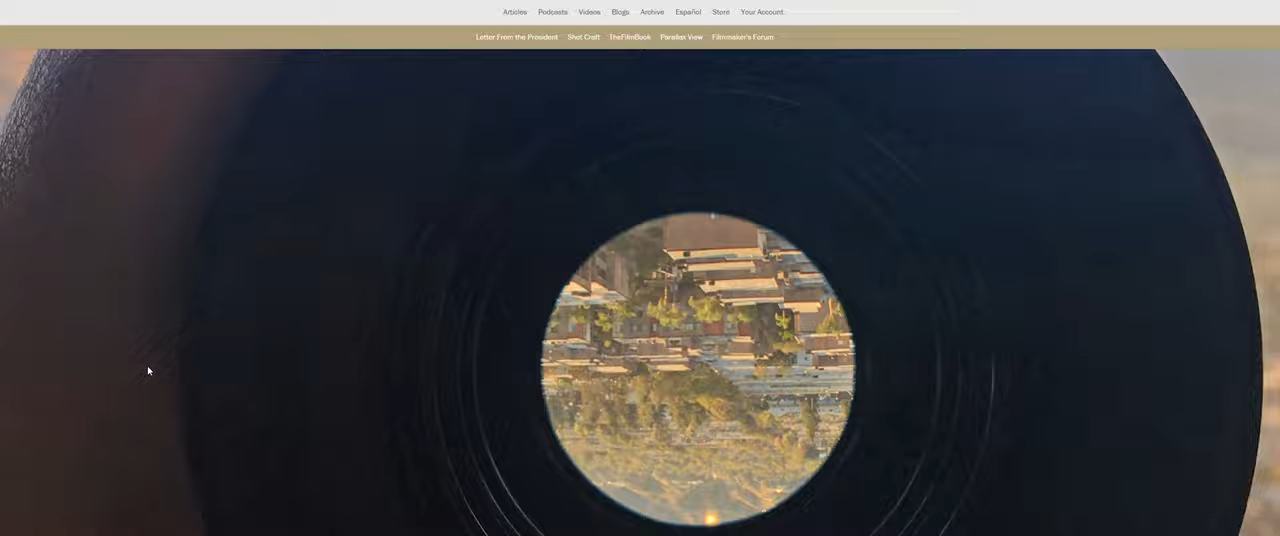 Articles Podcasts Videos Blogs Archive Español Store Your Account
Letter From the President Shot Craft TheFilmBook Parallax View Filmmaker's Forum